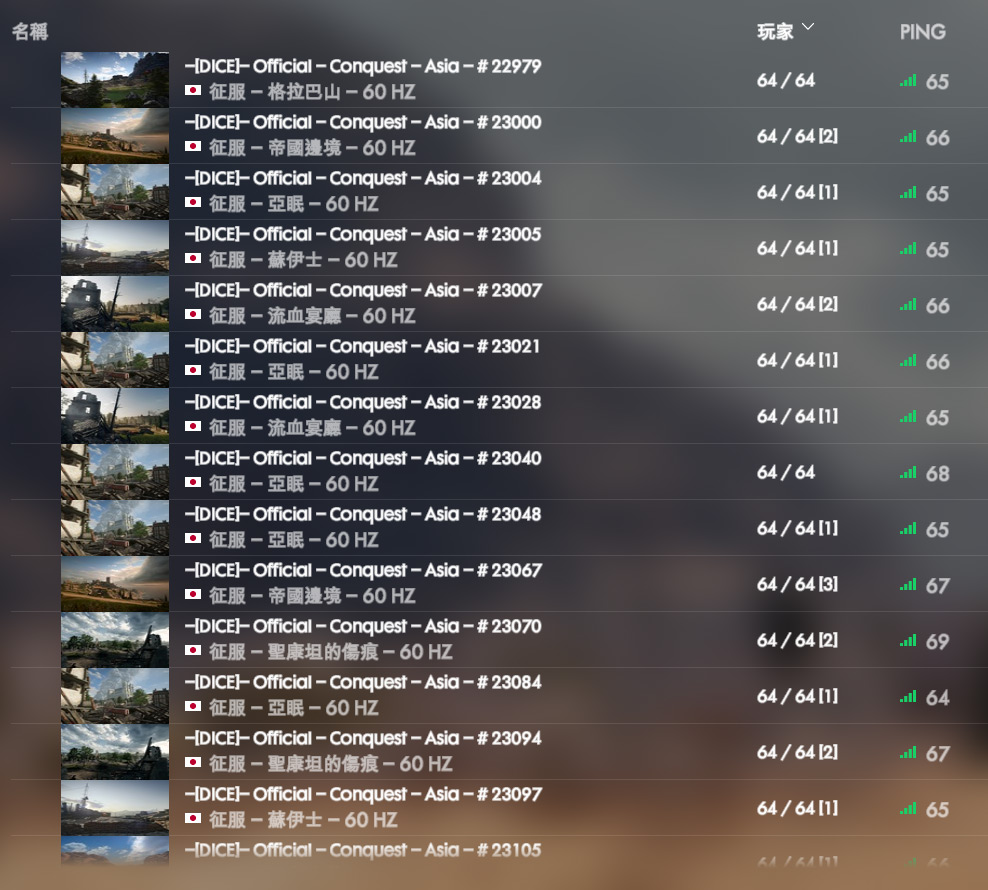 名稱 玩家 PING
–[DICE]– Official – Conquest – Asia – # 22979
征服 – 格拉巴山 – 60 HZ
64 / 64 65
–[DICE]– Official – Conquest – Asia – # 23000
征服 – 帝國邊境 – 60 HZ
64 / 64 [2] 66
–[DICE]– Official – Conquest – Asia – # 23004
征服 – 亞眠 – 60 HZ
64 / 64 [1] 65
–[DICE]– Official – Conquest – Asia – # 23005
征服 – 蘇伊士 – 60 HZ
64 / 64 [1] 65
–[DICE]– Official – Conquest – Asia – # 23007
征服 – 流血宴廳 – 60 HZ
64 / 64 [2] 66
–[DICE]– Official – Conquest – Asia – # 23021
征服 – 亞眠 – 60 HZ
64 / 64 [1] 66
–[DICE]– Official – Conquest – Asia – # 23028
征服 – 流血宴廳 – 60 HZ
64 / 64 [1] 65
–[DICE]– Official – Conquest – Asia – # 23040
征服 – 亞眠 – 60 HZ
64 / 64 68
–[DICE]– Official – Conquest – Asia – # 23048
征服 – 亞眠 – 60 HZ
64 / 64 [1] 65
–[DICE]– Official – Conquest – Asia – # 23067
征服 – 帝國邊境 – 60 HZ
64 / 64 [3] 67
–[DICE]– Official – Conquest – Asia – # 23070
征服 – 聖康坦的傷痕 – 60 HZ
64 / 64 [2] 69
–[DICE]– Official – Conquest – Asia – # 23084
征服 – 亞眠 – 60 HZ
64 / 64 [1] 64
–[DICE]– Official – Conquest – Asia – # 23094
征服 – 聖康坦的傷痕 – 60 HZ
64 / 64 [2] 67
–[DICE]– Official – Conquest – Asia – # 23097
征服 – 蘇伊士 – 60 HZ
64 / 64 [1] 65
–[DICE]– Official – Conquest – Asia – # 23105